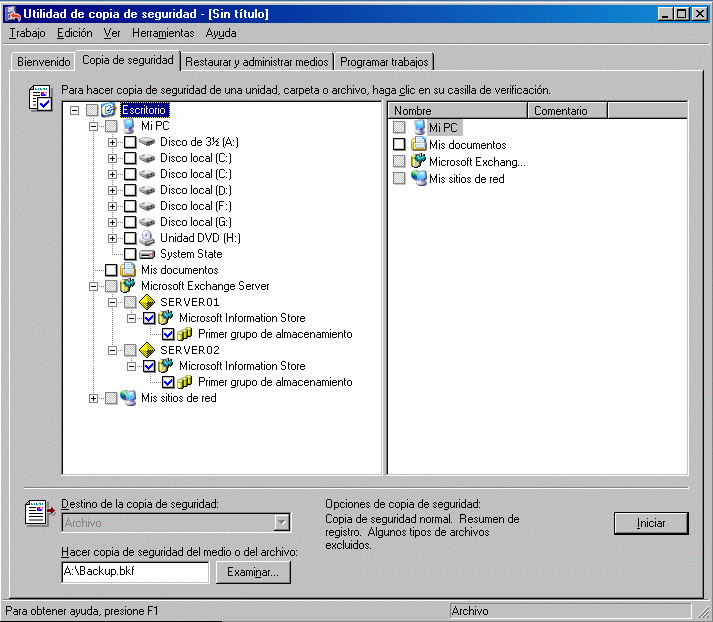 Utilidad de copia de seguridad - [Sin título]
Trabajo Edición Ver Herramientas Ayuda
Bienvenido Copia de seguridad Restaurar y administrar medios Programar trabajos
Para hacer copia de seguridad de una unidad, carpeta o archivo, haga clic en su casilla de verificación.
Escritorio
Mi PC
Disco de 3½ (A:)
Disco local (C:)
Disco local (C:)
Disco local (D:)
Disco local (F:)
Disco local (G:)
Unidad DVD (H:)
System State
Mis documentos
Microsoft Exchange Server
SERVER01
Microsoft Information Store
Primer grupo de almacenamiento
SERVER02
Microsoft Information Store
Primer grupo de almacenamiento
Mis sitios de red
Nombre Comentario
Mi PC
Mis documentos
Microsoft Exchang...
Mis sitios de red
Destino de la copia de seguridad:
Archivo
Hacer copia de seguridad del medio o del archivo:
A:\Backup.bkf
Examinar...
Opciones de copia de seguridad:
Copia de seguridad normal. Resumen de
registro. Algunos tipos de archivos
excluidos.
Iniciar
Para obtener ayuda, presione F1
Archivo